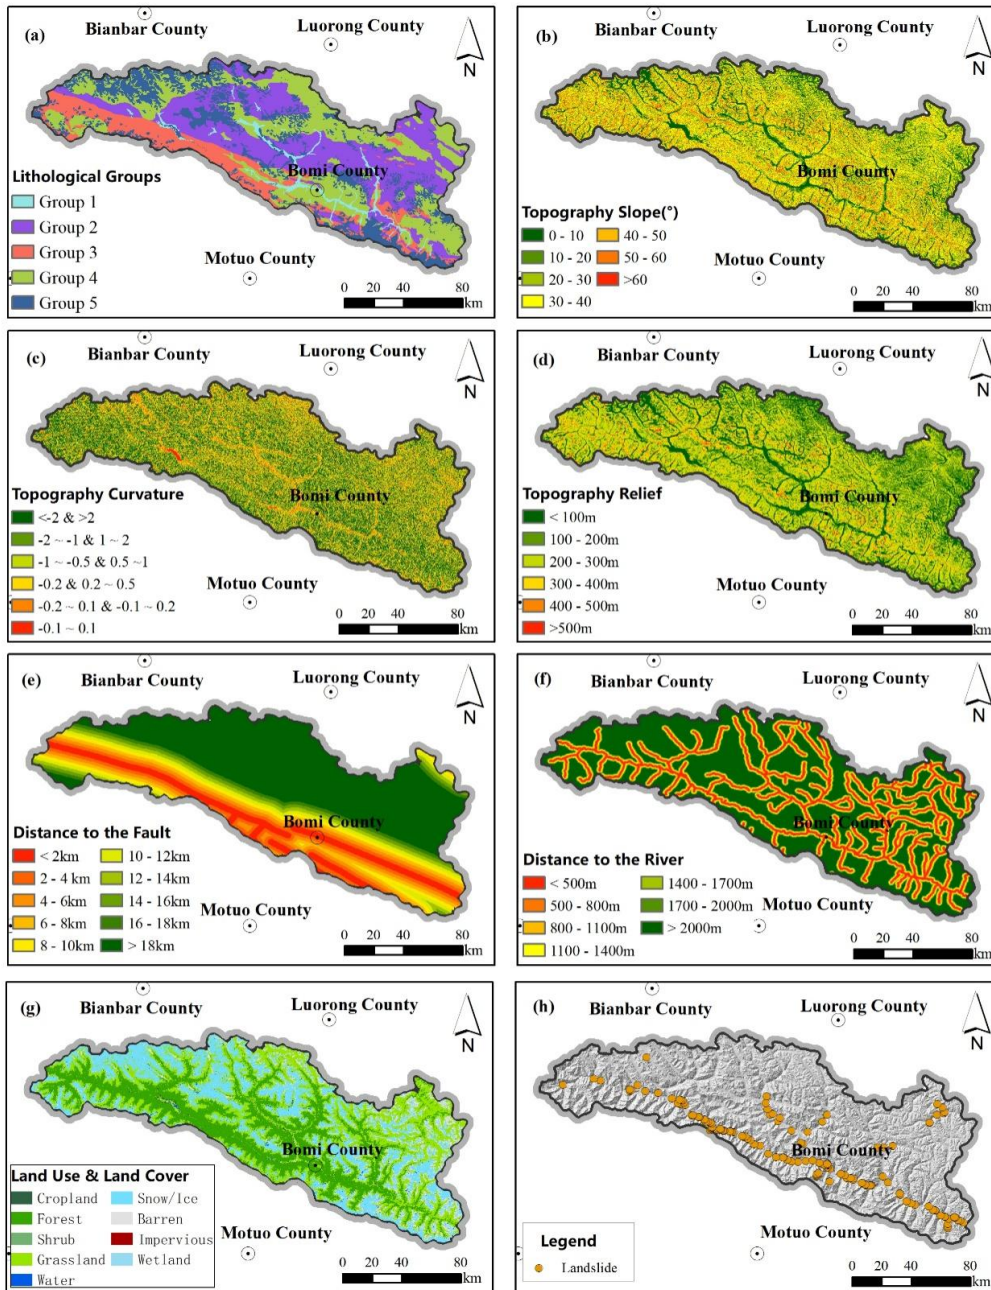 (a)
Bianbar County
Luorong County
N
Bomi County
Lithological Groups
Group 1
Group 2
Group 3
Group 4
Group 5
Motuo County
0 20 40 80
km
(b)
Bianbar County
Luorong County
N
Bomi County
Topography Slope(°)
0 - 10 40 - 50
10 - 20 50 - 60
20 - 30 >60
30 - 40
Motuo County
0 20 40 80
km
(c)
Bianbar County
Luorong County
N
Bomi County
Topography Curvature
<-2 & >2
-2 ~ -1 & 1 ~ 2
-1 ~ -0.5 & 0.5 ~1
-0.2 & 0.2 ~ 0.5
-0.2 ~ 0.1 & -0.1 ~ 0.2
-0.1 ~ 0.1
Motuo County
0 20 40 80
km
(d)
Bianbar County
Luorong County
N
Bomi County
Topography Relief
< 100m
100 - 200m
200 - 300m
300 - 400m
400 - 500m
>500m
Motuo County
0 20 40 80
km
(e)
Bianbar County
Luorong County
N
Bomi County
Distance to the Fault
< 2km 10 - 12km
2 - 4 km 12 - 14km
4 - 6km 14 - 16km
6 - 8km 16 - 18km
8 - 10km > 18km
Motuo County
0 20 40 80
km
(f)
Bianbar County
Luorong County
N
Bomi County
Distance to the River
< 500m 1400 - 1700m
500 - 800m 1700 - 2000m
800 - 1100m > 2000m
1100 - 1400m
Motuo County
0 20 40 80
km
(g)
Bianbar County
Luorong County
N
Bomi County
Land Use & Land Cover
Cropland Snow/Ice
Forest Barren
Shrub Impervious
Grassland Wetland
Water
Motuo County
0 20 40 80
km
(h)
Bianbar County
Luorong County
N
Bomi County
Legend
Landslide
Motuo County
0 20 40 80
km